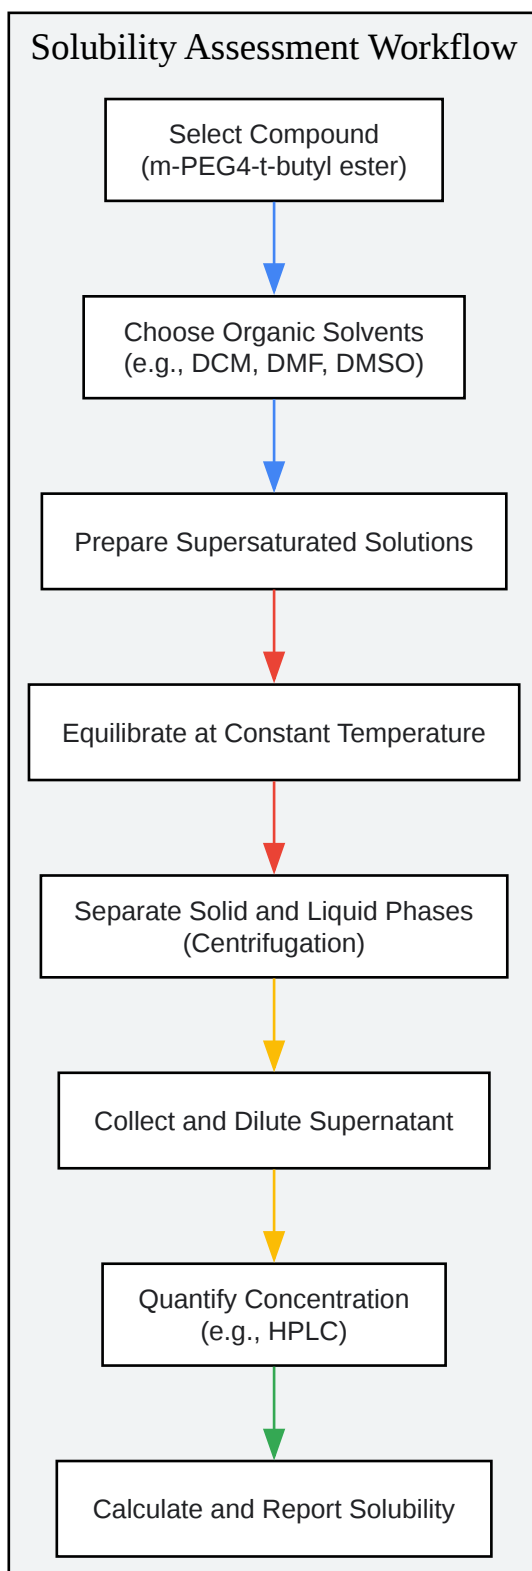 Solubility Assessment Workflow
Select Compound
(m-PEG4-t-butyl ester)
Choose Organic Solvents
(e.g., DCM, DMF, DMSO)
Prepare Supersaturated Solutions
Equilibrate at Constant Temperature
Separate Solid and Liquid Phases
(Centrifugation)
Collect and Dilute Supernatant
Quantify Concentration
(e.g., HPLC)
Calculate and Report Solubility